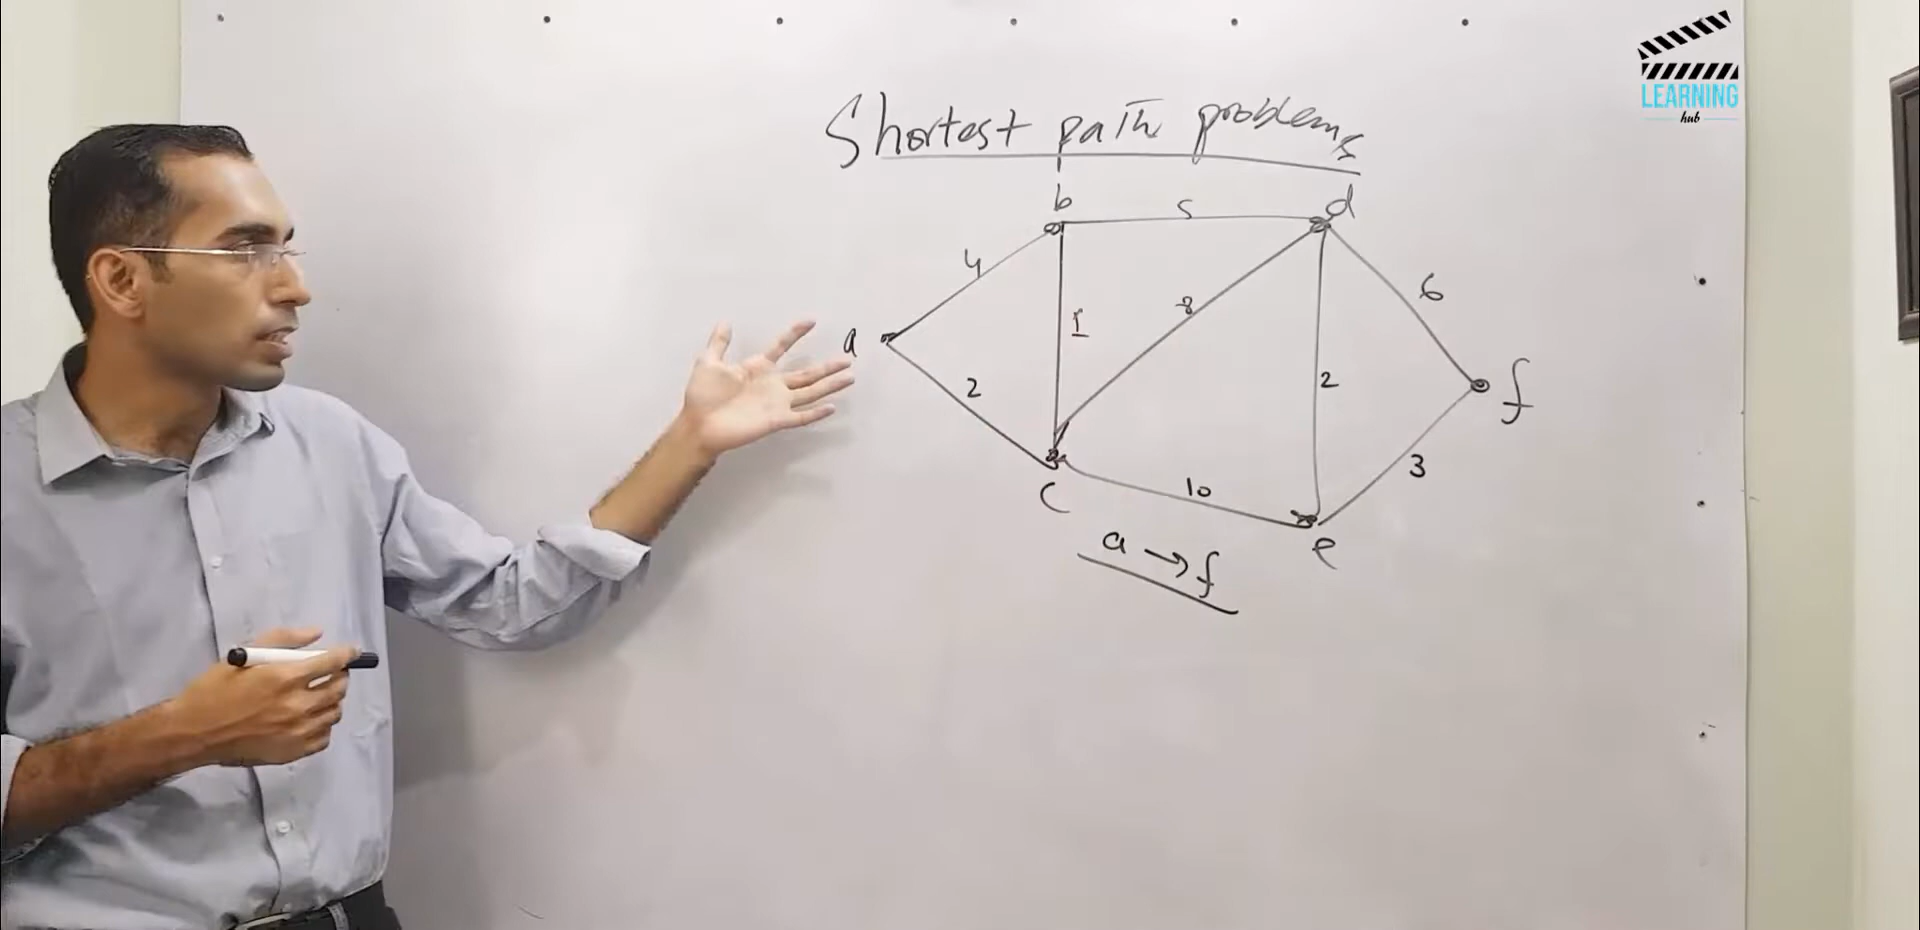 Shortest path problems
b
5
d
4
8
6
a
1
2
2
f
3
10
c
e
a → f
LEARNING
hub